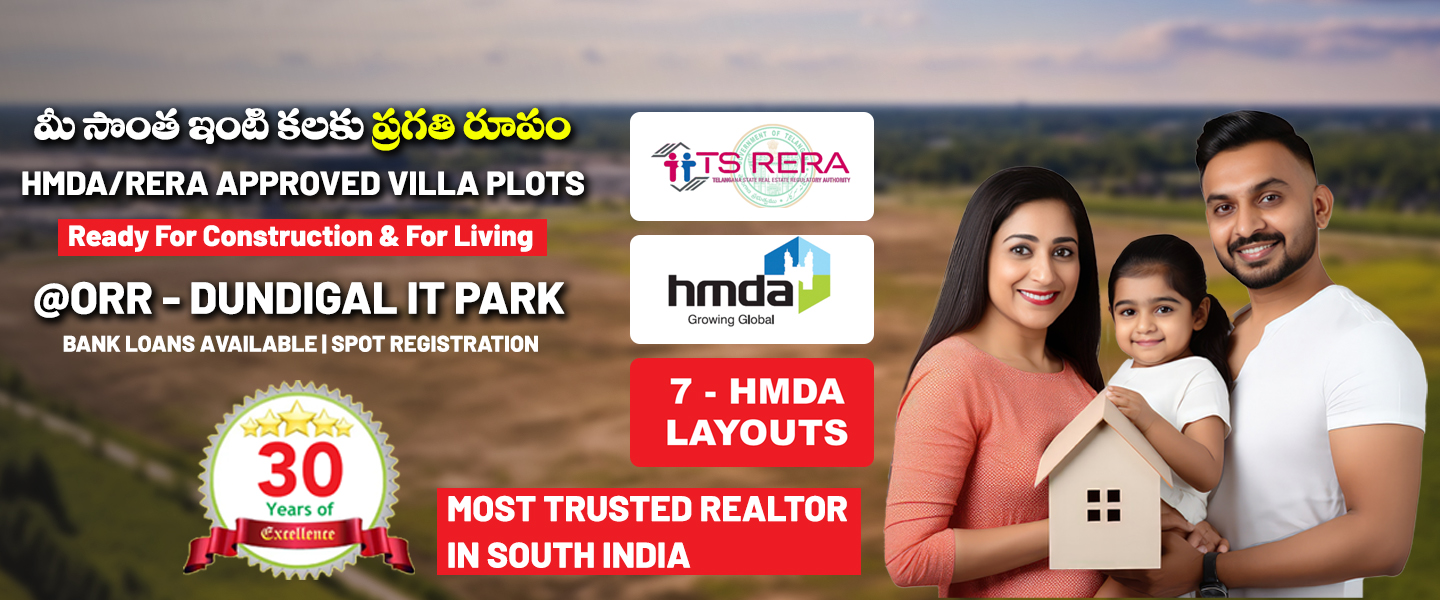 మీ సొంత ఇంటి కలకు ప్రగతి రూపం
HMDA/RERA APPROVED VILLA PLOTS
Ready For Construction & For Living
@ORR - DUNDIGAL IT PARK
BANK LOANS AVAILABLE | SPOT REGISTRATION
30
Years of
Excellence
TS RERA
TELANGANA STATE REAL ESTATE REGULATORY AUTHORITY
hmda
Growing Global
7 - HMDA
LAYOUTS
MOST TRUSTED REALTOR
IN SOUTH INDIA